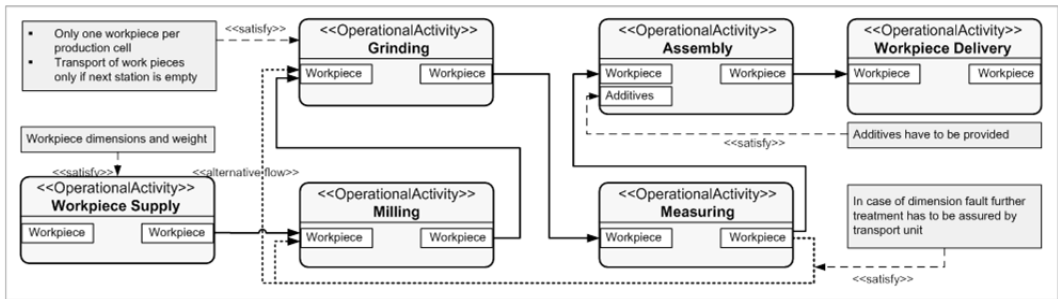 Only one workpiece per
production cell
Transport of work pieces
only if next station is empty
<<satisfy>>
<<OperationalActivity>>
Grinding
Workpiece
Workpiece
<<OperationalActivity>>
Assembly
Workpiece
Workpiece
Additives
<<OperationalActivity>>
Workpiece Delivery
Workpiece
Workpiece
Workpiece dimensions and weight
<<satisfy>>
<<alternative flow>>
<<satisfy>>
Additives have to be provided
<<OperationalActivity>>
Workpiece Supply
Workpiece
Workpiece
<<OperationalActivity>>
Milling
Workpiece
Workpiece
<<OperationalActivity>>
Measuring
Workpiece
Workpiece
In case of dimension fault further
treatment has to be assured by
transport unit
<<satisfy>>